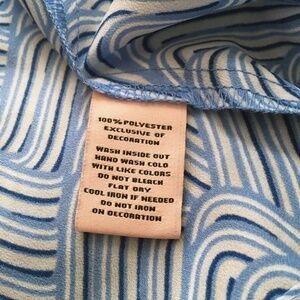 100% POLYESTER
EXCLUSIVE OF
DECORATION
WASH INSIDE OUT
HAND WASH COLD
WITH LIKE COLORS
DO NOT BLEACH
FLAT DRY
COOL IRON IF NEEDED
DO NOT IRON
ON DECORATION